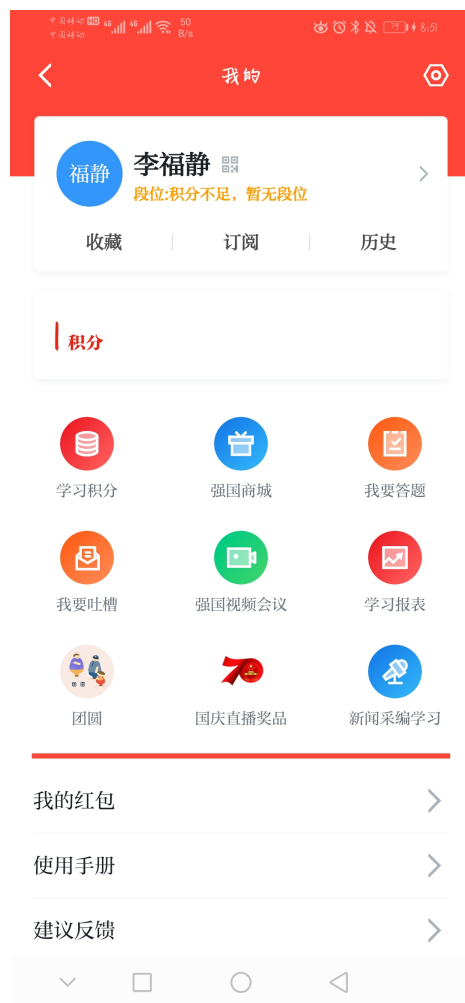 中国移动 HD 4G 4G 50 B/s 29 8:51
中国移动
我的
福静 李福静
段位:积分不足，暂无段位
收藏 订阅 历史
积分
学习积分 强国商城 我要答题
我要吐槽 强国视频会议 学习报表
团圆 国庆直播奖品 新闻采编学习
70
我的红包
使用手册
建议反馈